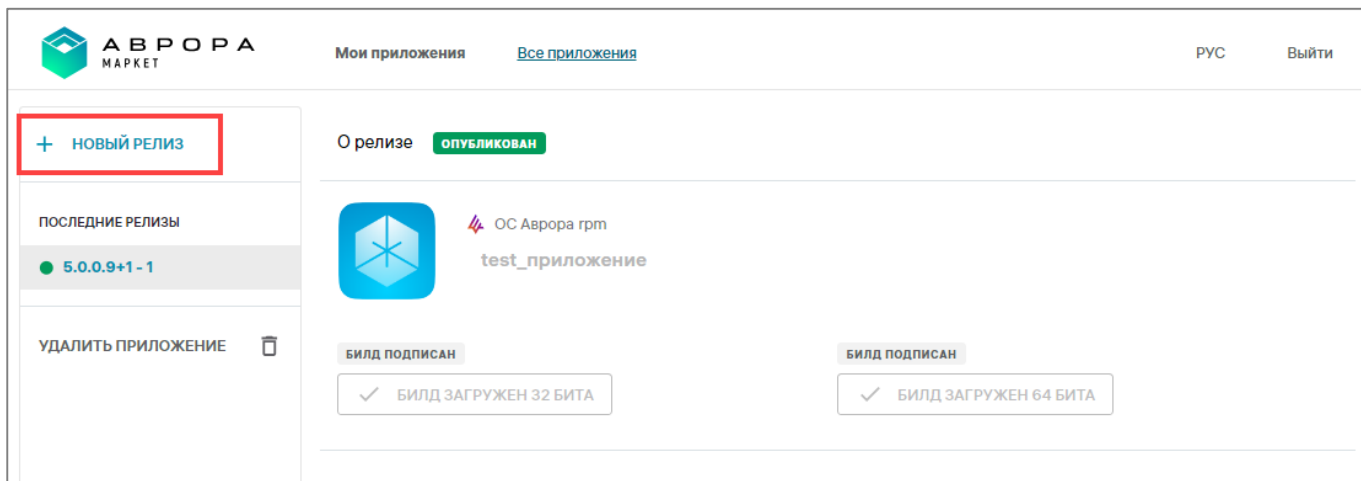 АВРОРА
МАРКЕТ
Мои приложения
Все приложения
РУС
Выйти
+ НОВЫЙ РЕЛИЗ
ПОСЛЕДНИЕ РЕЛИЗЫ
5.0.0.9+1 - 1
УДАЛИТЬ ПРИЛОЖЕНИЕ
О релизе ОПУБЛИКОВАН
ОС Аврора rpm
test_приложение
БИЛД ПОДПИСАН
БИЛД ЗАГРУЖЕН 32 БИТА
БИЛД ПОДПИСАН
БИЛД ЗАГРУЖЕН 64 БИТА